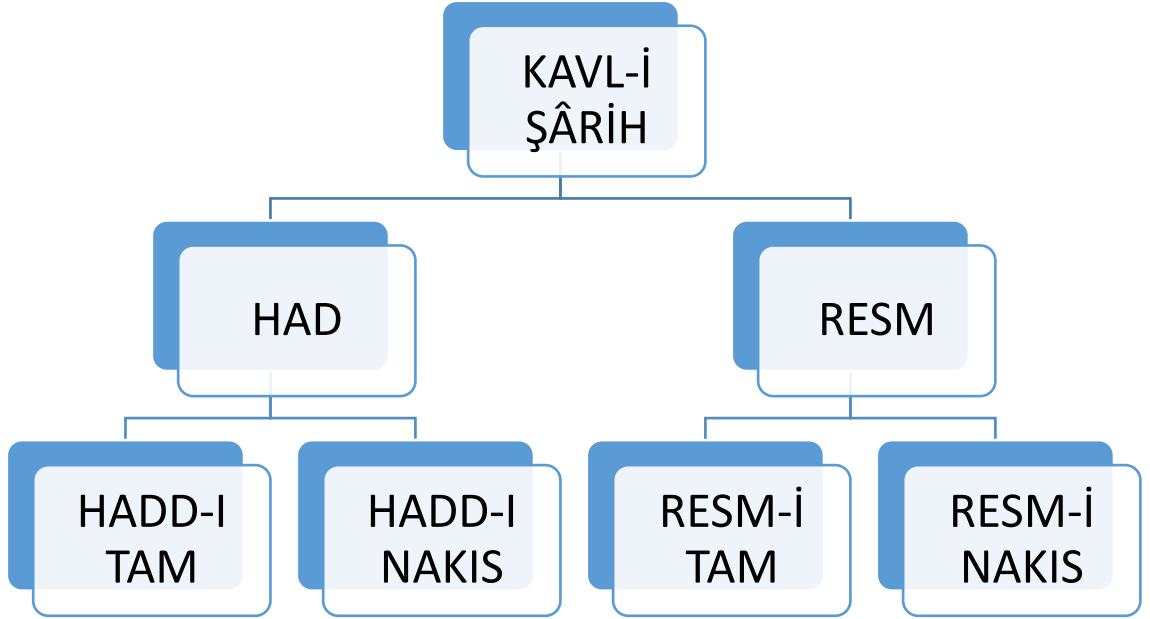 KAVL-İ
ŞÂRİH
HAD
RESM
HADD-I
TAM
HADD-I
NAKIS
RESM-İ
TAM
RESM-İ
NAKIS